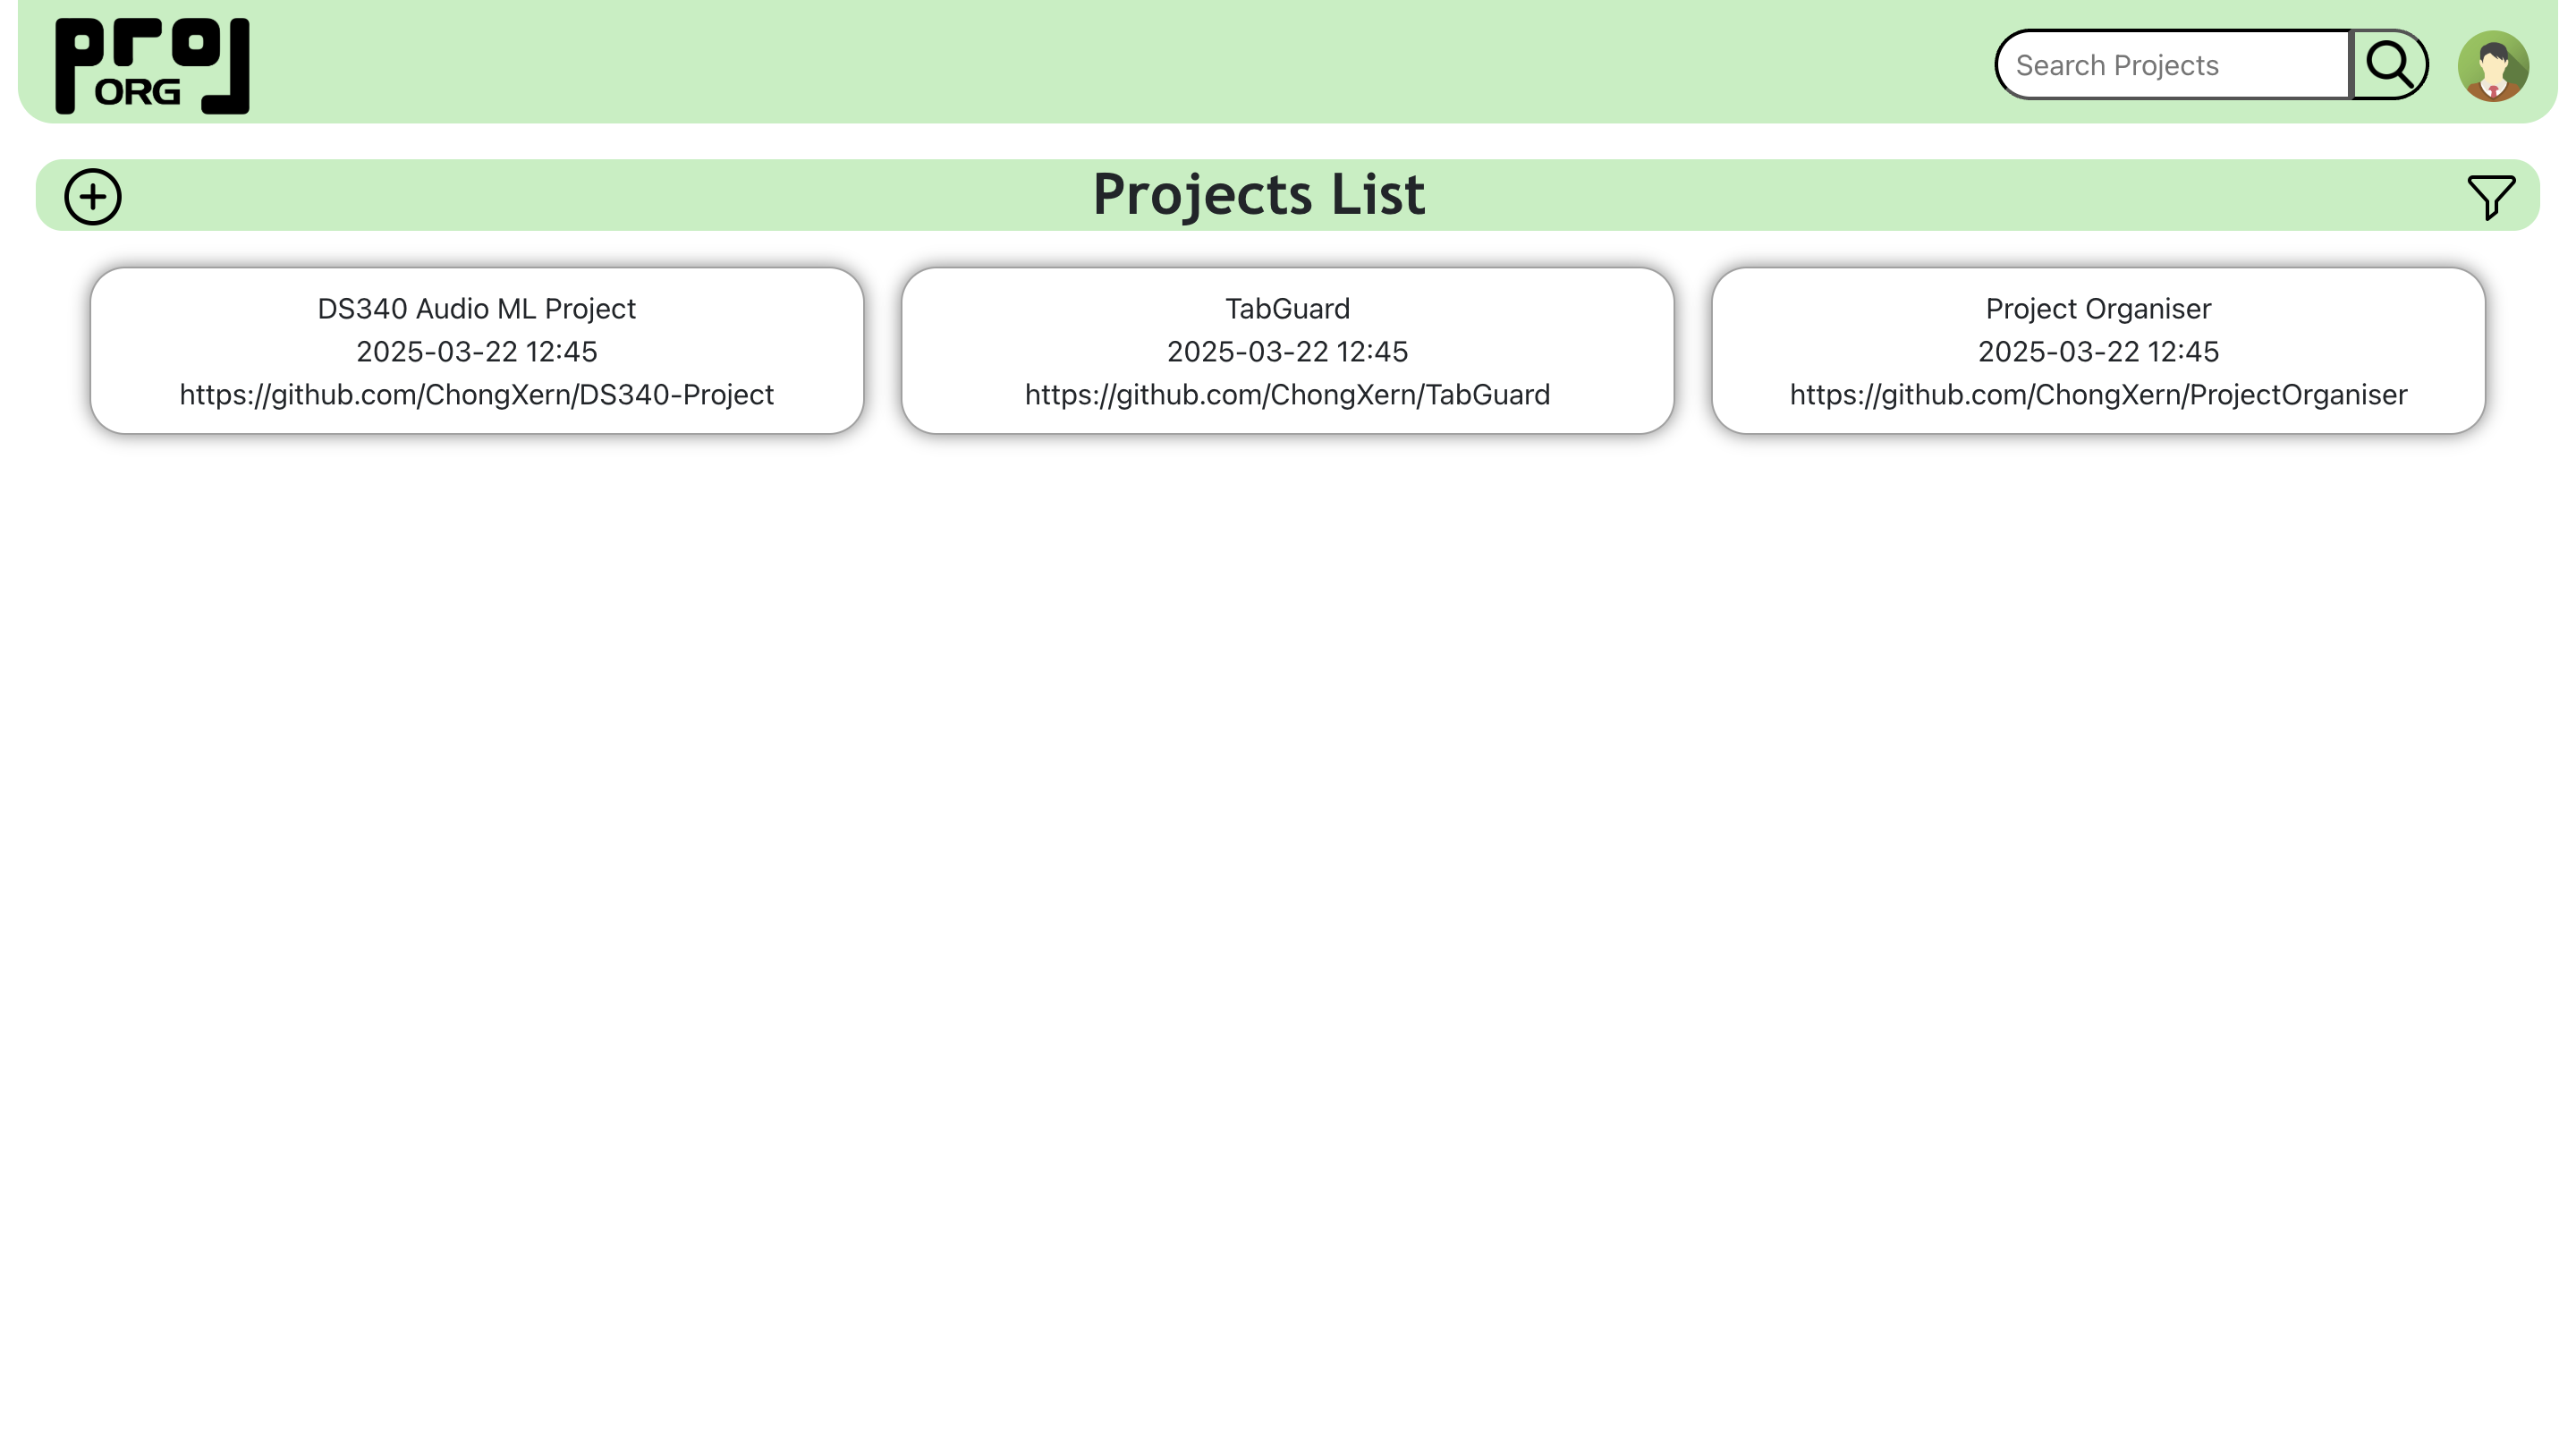 proj
ORG
Search Projects
Projects List
DS340 Audio ML Project
2025-03-22 12:45
https://github.com/ChongXern/DS340-Project
TabGuard
2025-03-22 12:45
https://github.com/ChongXern/TabGuard
Project Organiser
2025-03-22 12:45
https://github.com/ChongXern/ProjectOrganiser